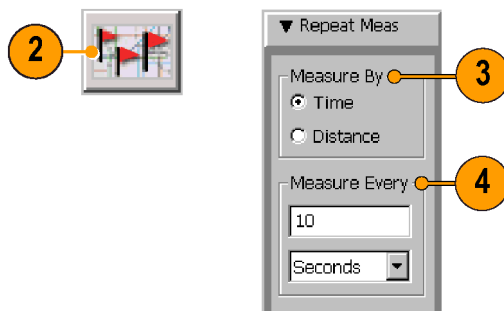 2
▼ Repeat Meas
Measure By
3
Time
Distance
Measure Every
4
10
Seconds